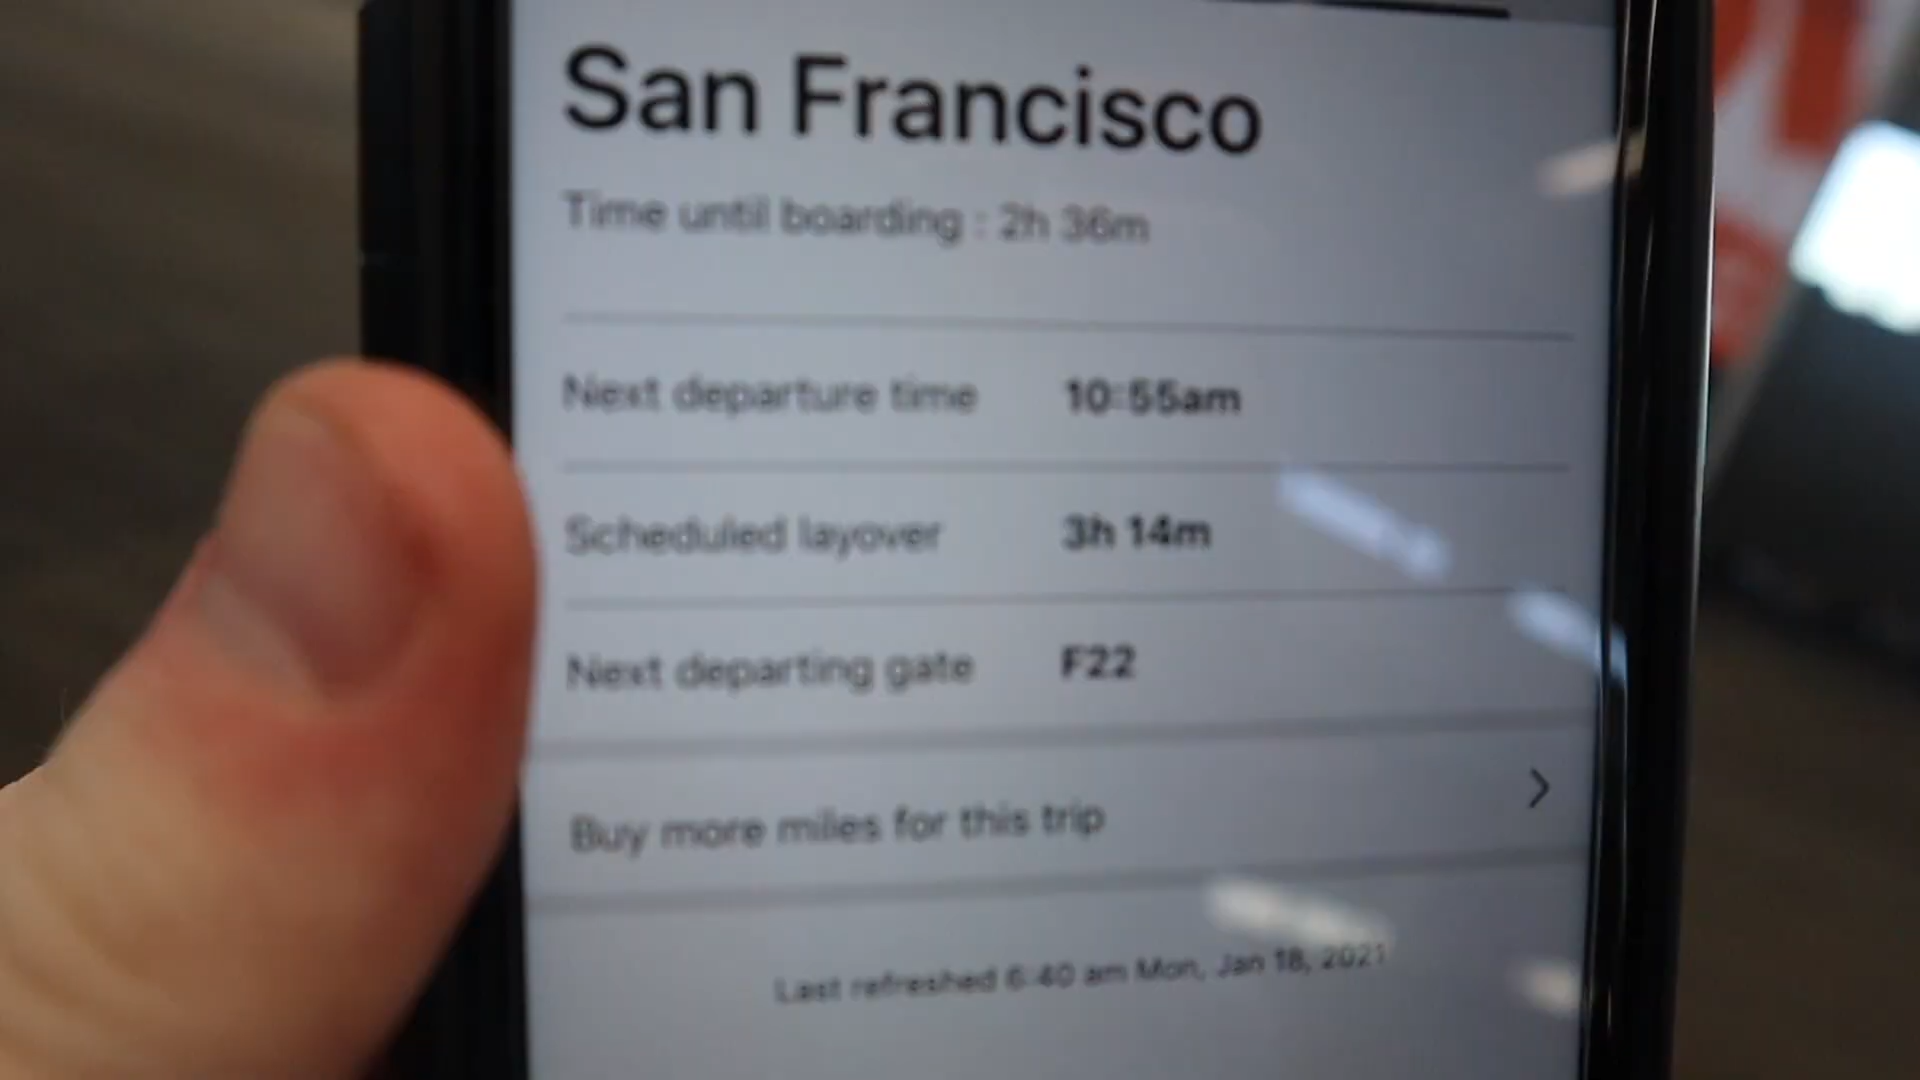 San Francisco
Time until boarding : 2h 36m
Next departure time 10:55am
Scheduled layover 3h 14m
Next departing gate F22
Buy more miles for this trip
Last refreshed 6:40 am Mon, Jan 18, 2021